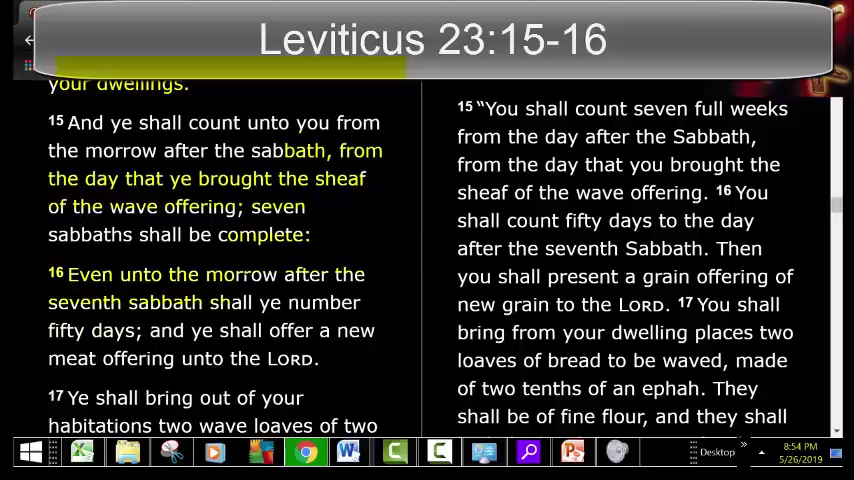 Leviticus 23:15-16
your dwellings.
15 And ye shall count unto you from
the morrow after the sabbath, from
the day that ye brought the sheaf
of the wave offering; seven
sabbaths shall be complete:
16 Even unto the morrow after the
seventh sabbath shall ye number
fifty days; and ye shall offer a new
meat offering unto the LORD.
17 Ye shall bring out of your
habitations two wave loaves of two
15 “You shall count seven full weeks
from the day after the Sabbath,
from the day that you brought the
sheaf of the wave offering. 16 You
shall count fifty days to the day
after the seventh Sabbath. Then
you shall present a grain offering of
new grain to the LORD. 17 You shall
bring from your dwelling places two
loaves of bread to be waved, made
of two tenths of an ephah. They
shall be of fine flour, and they shall
Desktop
8:54 PM
5/26/2019